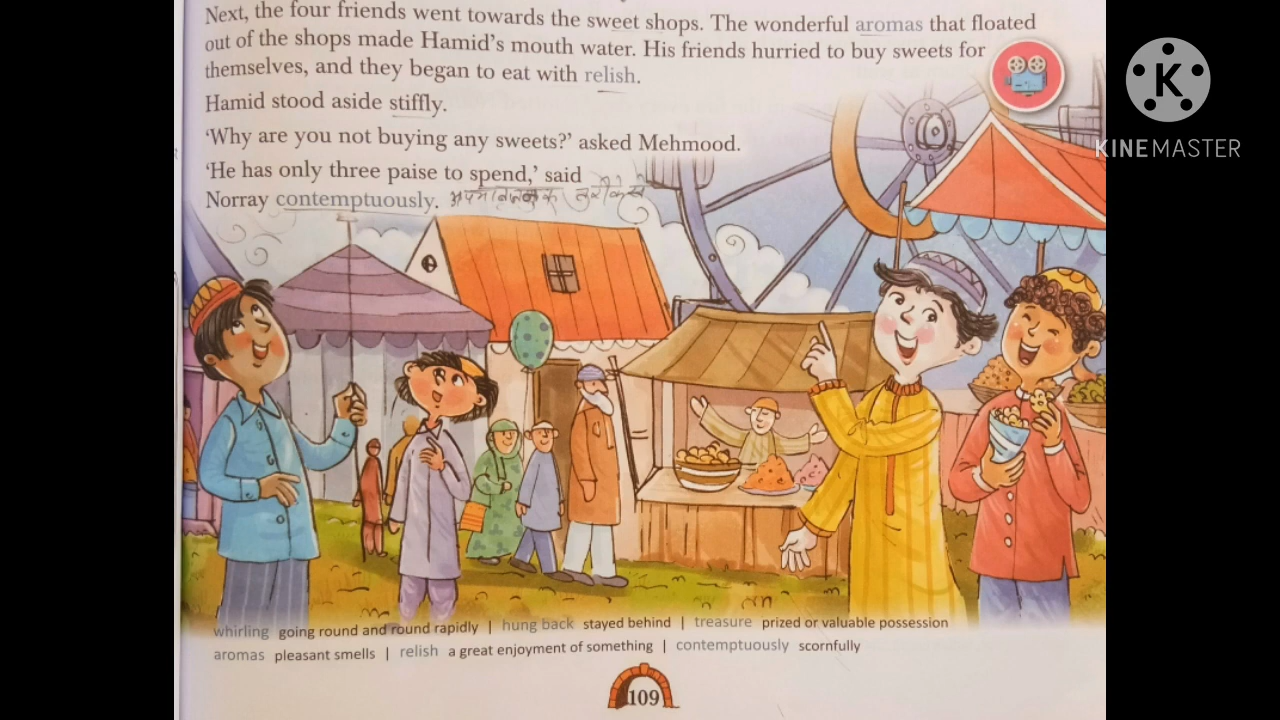 Next, the four friends went towards the sweet shops. The wonderful aromas that floated
out of the shops made Hamid's mouth water. His friends hurried to buy sweets for
themselves, and they began to eat with relish.
Hamid stood aside stiffly.
'Why are you not buying any sweets?' asked Mehmood.
'He has only three paise to spend,' said
Norray contemptuously. तरीके से
whirling going round and round rapidly | hung back stayed behind | treasure prized or valuable possession
aromas pleasant smells | relish a great enjoyment of something | contemptuously scornfully
109
K
KINEMASTER